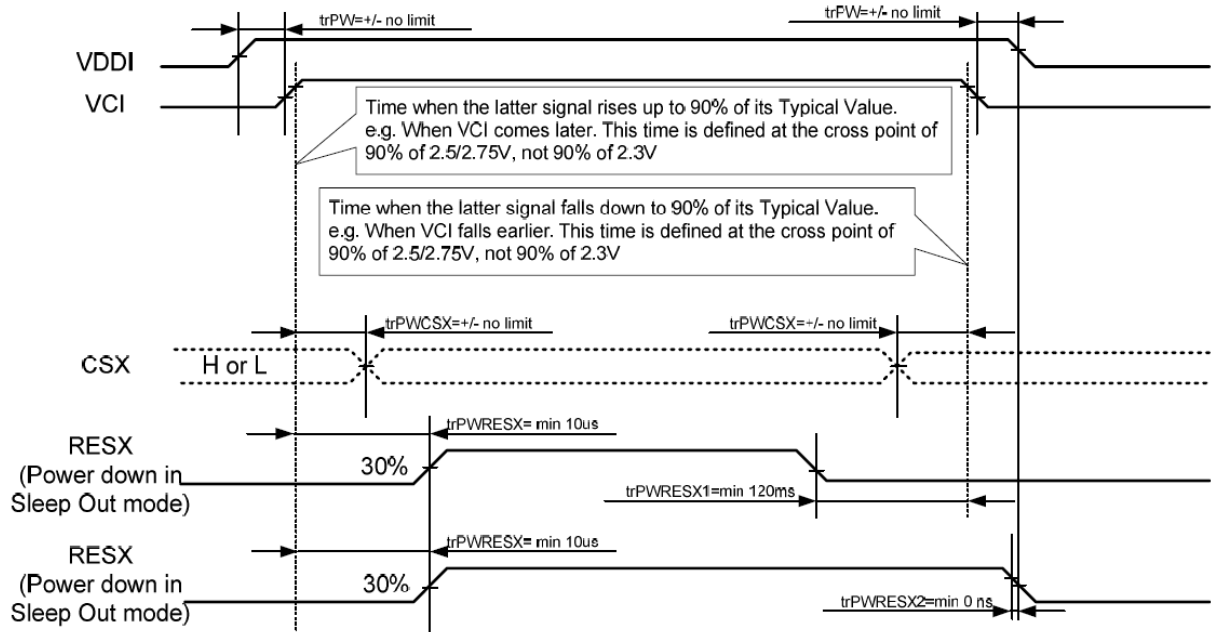 trPW=+/- no limit
trPW=+/- no limit
VDDI
VCI
Time when the latter signal rises up to 90% of its Typical Value.
e.g. When VCI comes later. This time is defined at the cross point of
90% of 2.5/2.75V, not 90% of 2.3V
Time when the latter signal falls down to 90% of its Typical Value.
e.g. When VCI falls earlier. This time is defined at the cross point of
90% of 2.5/2.75V, not 90% of 2.3V
trPWCSX=+/- no limit
trPWCSX=+/- no limit
CSX
H or L
trPWRESX= min 10us
RESX
(Power down in
Sleep Out mode)
30%
trPWRESX1=min 120ms
trPWRESX= min 10us
RESX
(Power down in
Sleep Out mode)
30%
trPWRESX2=min 0 ns